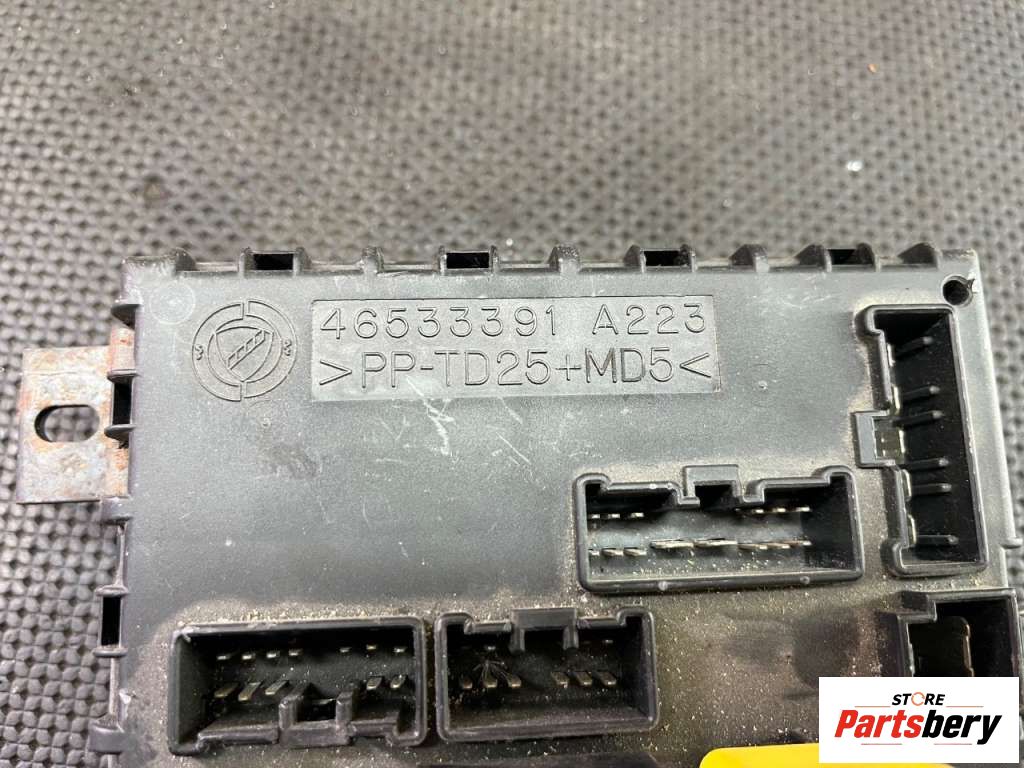 46533391 A223
>PP-TD25+MD5<
STORE
Partsbery